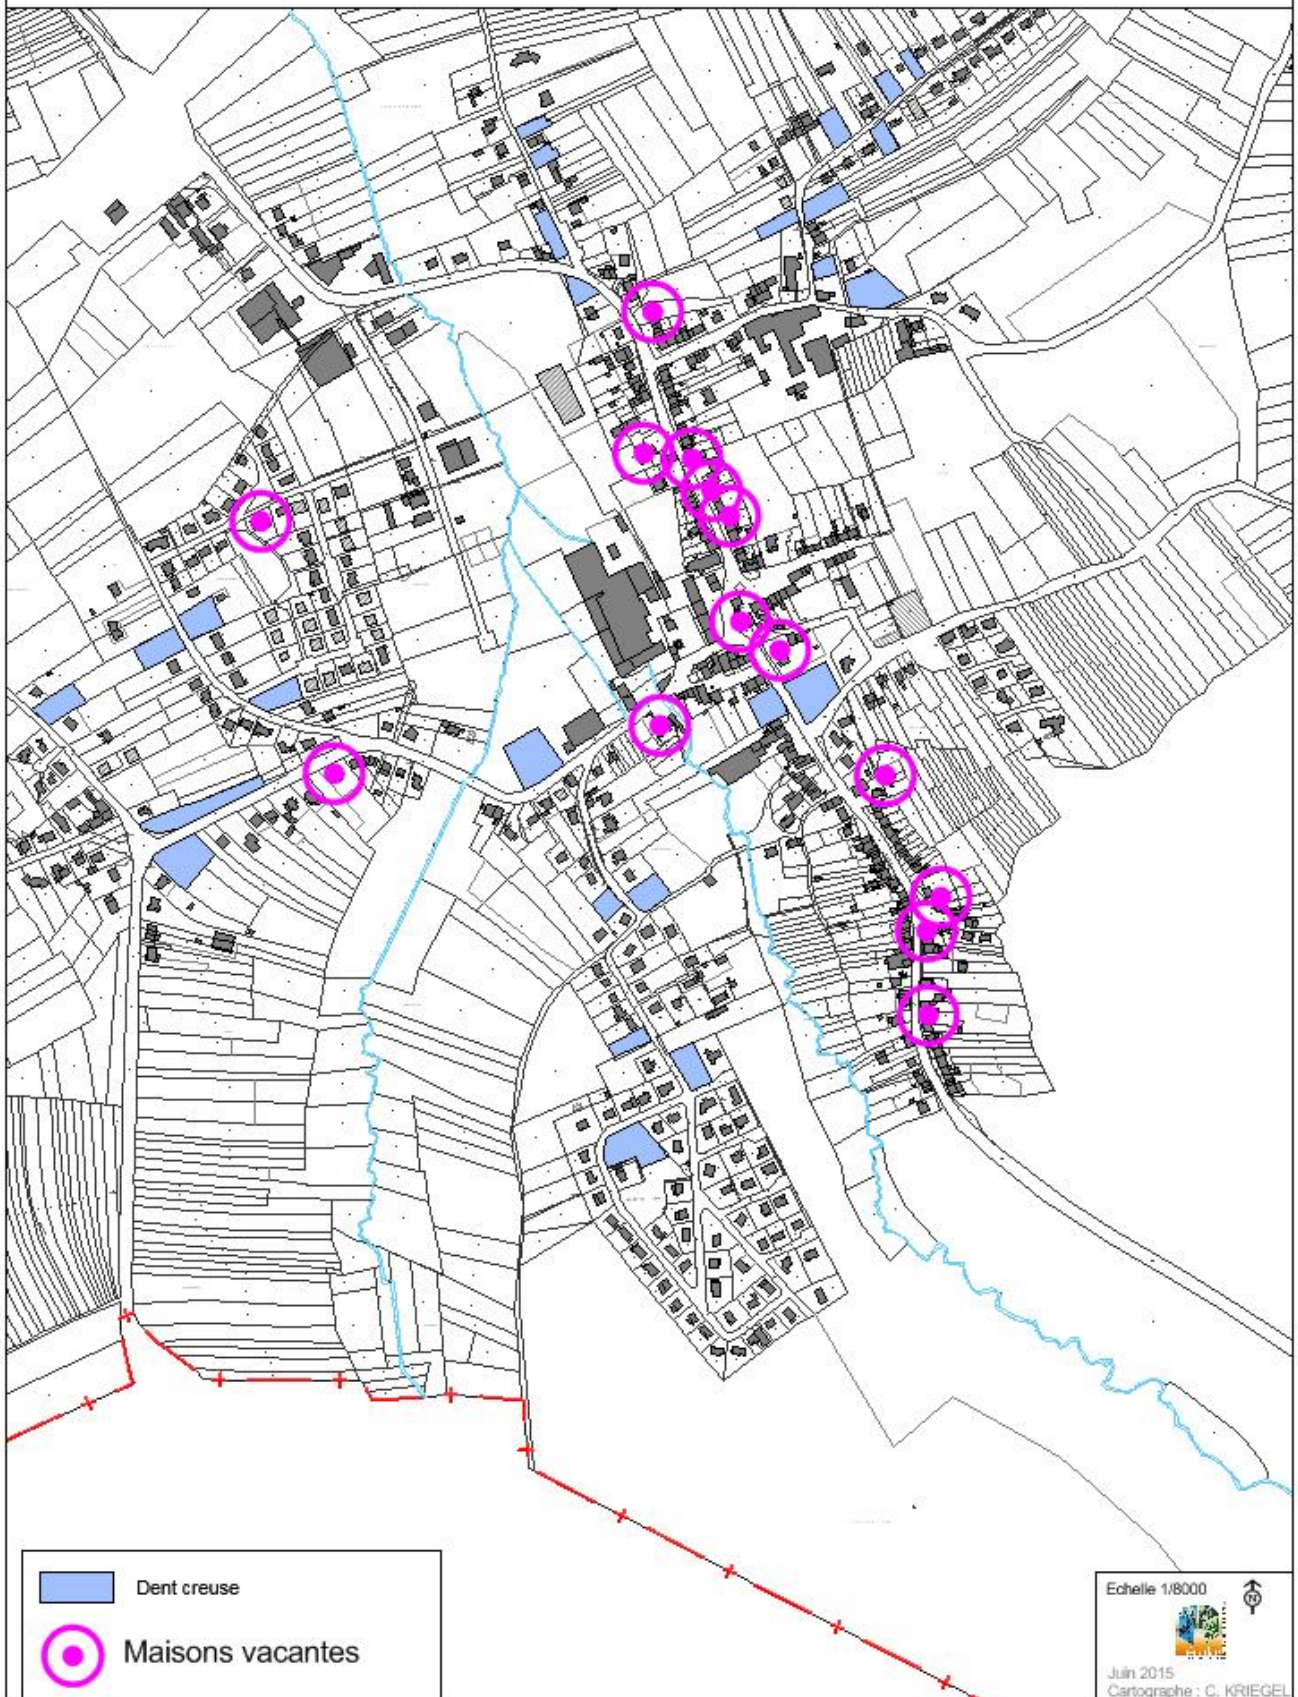 Dent creuse
Maisons vacantes
Echelle 1/8000
N
Juin 2015
Cartographe : C. KRIEGEL